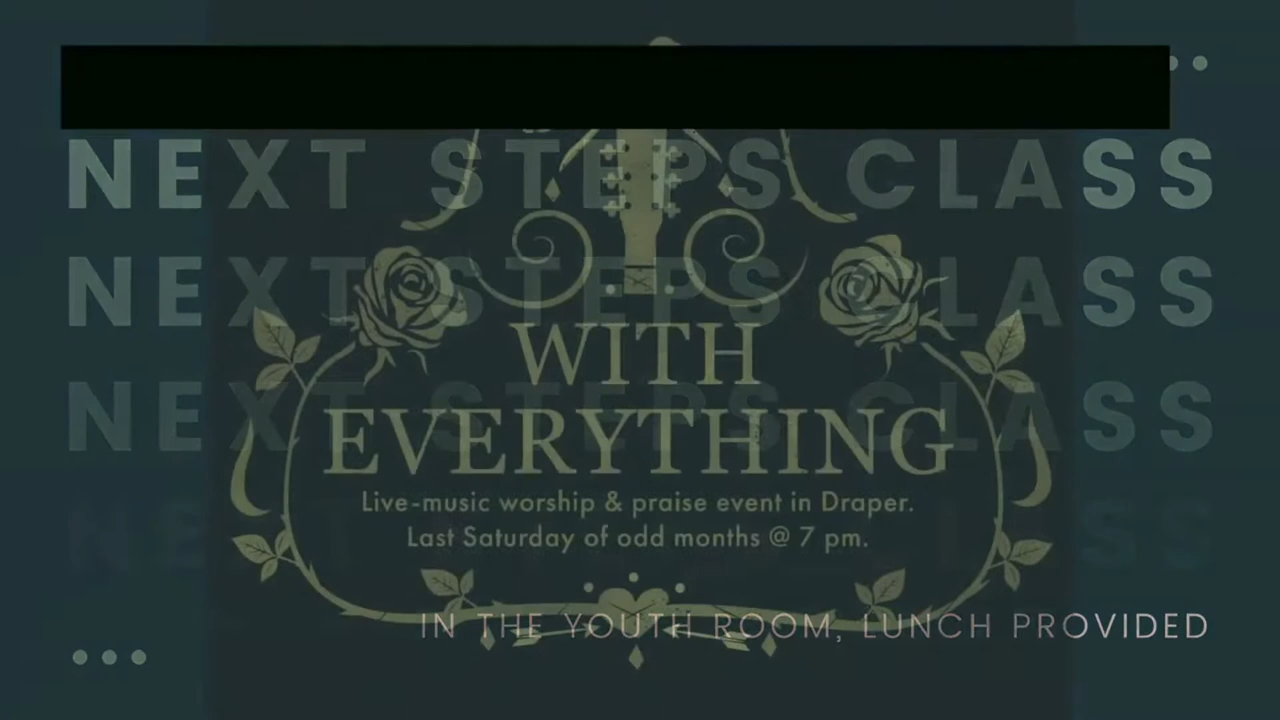 NEXT STEPS CLASS
NEXT STEPS CLASS
WITH
NEXT STEPS CLASS
EVERYTHING
Live-music worship & praise event in Draper.
Last Saturday of odd months @ 7 pm.
IN THE YOUTH ROOM, LUNCH PROVIDED